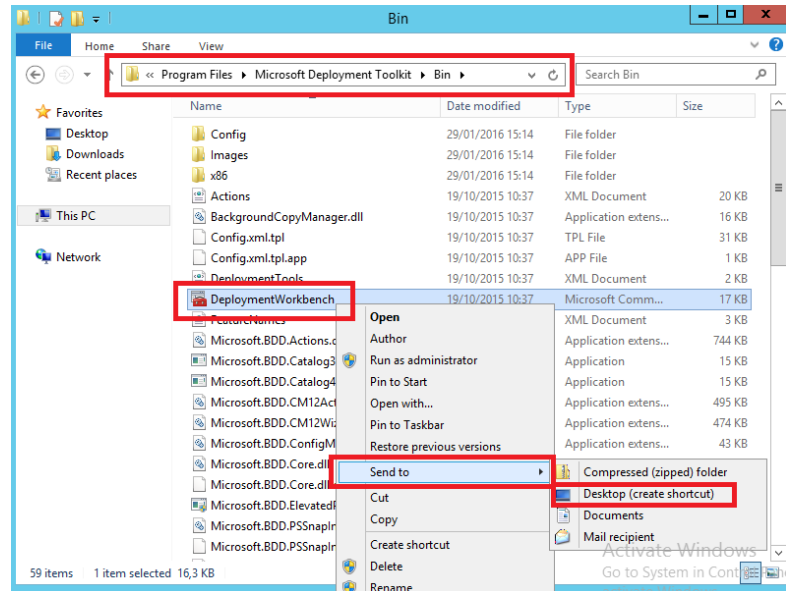 Bin
File Home Share View
« Program Files Microsoft Deployment Toolkit Bin Search Bin
Name Date modified Type Size
Favorites
Desktop
Downloads
Recent places
This PC
Network
Config 29/01/2016 15:14 File folder
Images 29/01/2016 15:14 File folder
x86 29/01/2016 15:14 File folder
Actions 19/10/2015 10:37 XML Document 20 KB
BackgroundCopyManager.dll 19/10/2015 10:37 Application extens... 16 KB
Config.xml.tpl 19/10/2015 10:37 TPL File 31 KB
Config.xml.tpl.app 19/10/2015 10:37 APP File 1 KB
DeploymentTools 19/10/2015 10:37 XML Document 2 KB
DeploymentWorkbench 19/10/2015 10:37 Microsoft Comm... 17 KB
FeatureNames XML Document 3 KB
Microsoft.BDD.Actions.d Application extens... 744 KB
Microsoft.BDD.Catalog3 Application 15 KB
Microsoft.BDD.Catalog4 Application 15 KB
Microsoft.BDD.CM12Act Application extens... 495 KB
Microsoft.BDD.CM12Wiz Application extens... 474 KB
Microsoft.BDD.ConfigM Application extens... 43 KB
Microsoft.BDD.Core.dll
Microsoft.BDD.Core.dll
Microsoft.BDD.ElevatedP
Microsoft.BDD.PSSnapIn
Microsoft.BDD.PSSnapIn
Open
Author
Run as administrator
Pin to Start
Open with...
Pin to Taskbar
Restore previous versions
Send to
Cut
Copy
Create shortcut
Delete
Rename
Compressed (zipped) folder
Desktop (create shortcut)
Documents
Mail recipient
Activate Windows
Go to System in
59 items 1 item selected 16,3 KB